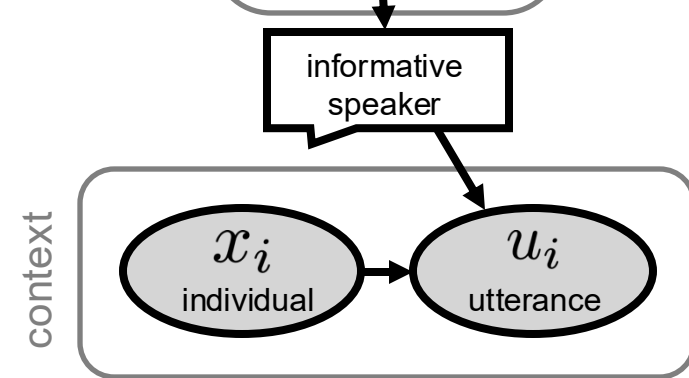 informative
speaker
context
x_i
individual
u_i
utterance